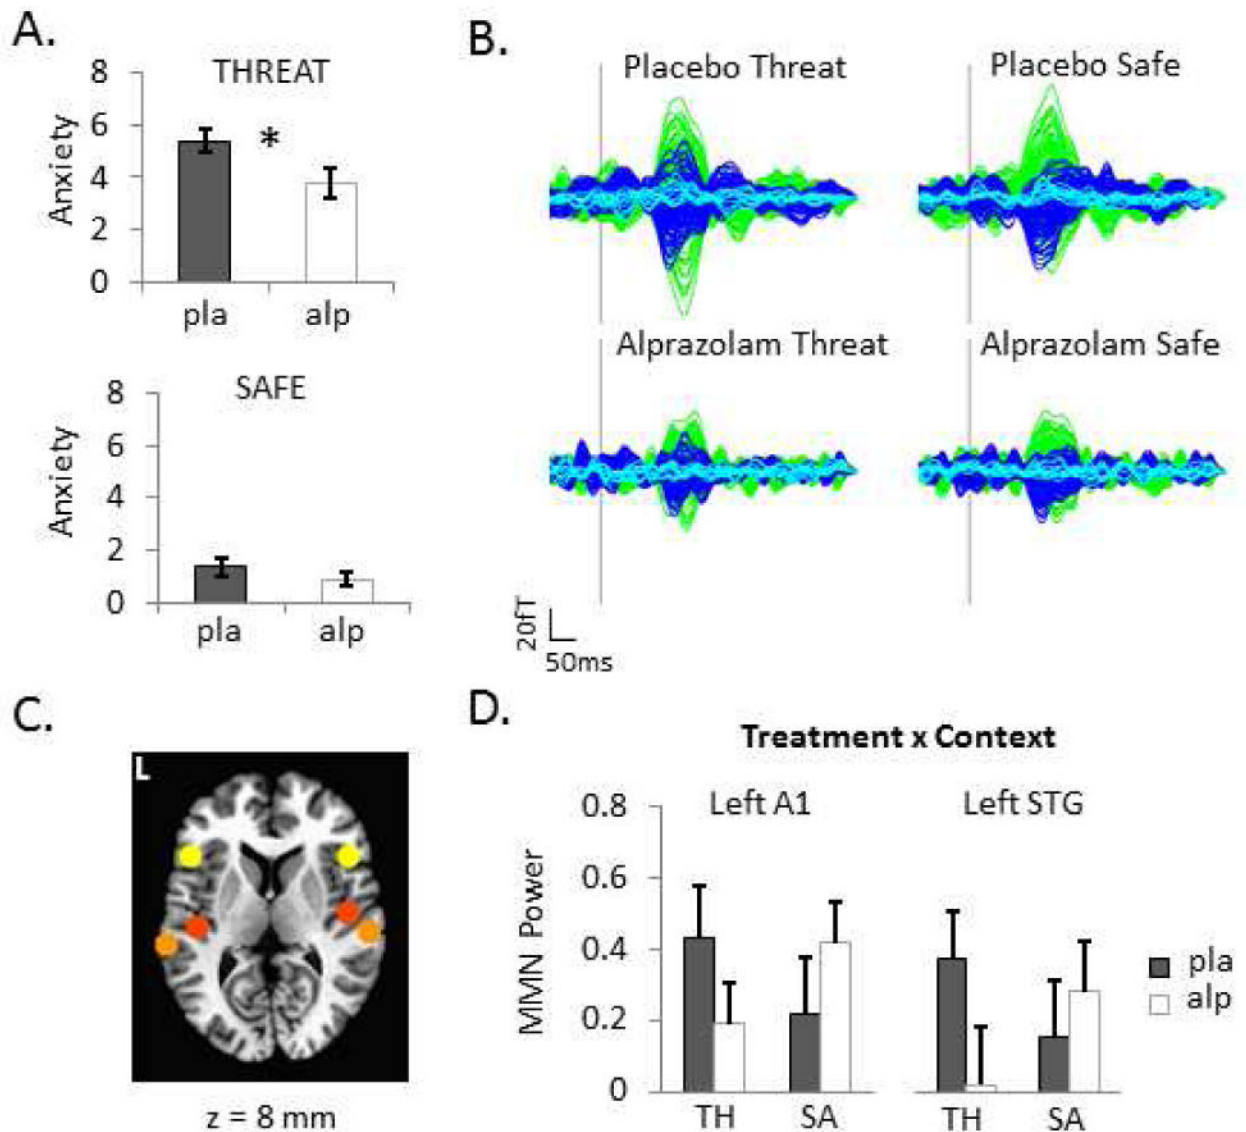 A.
THREAT
Anxiety
8
6
4
2
0
*
pla
alp
SAFE
Anxiety
8
6
4
2
0
pla
alp
B.
Placebo Threat
Placebo Safe
Alprazolam Threat
Alprazolam Safe
20fT
50ms
C.
L
z = 8 mm
D.
Treatment x Context
Left A1
Left STG
MMN Power
0.8
0.6
0.4
0.2
0
TH
SA
TH
SA
pla
alp